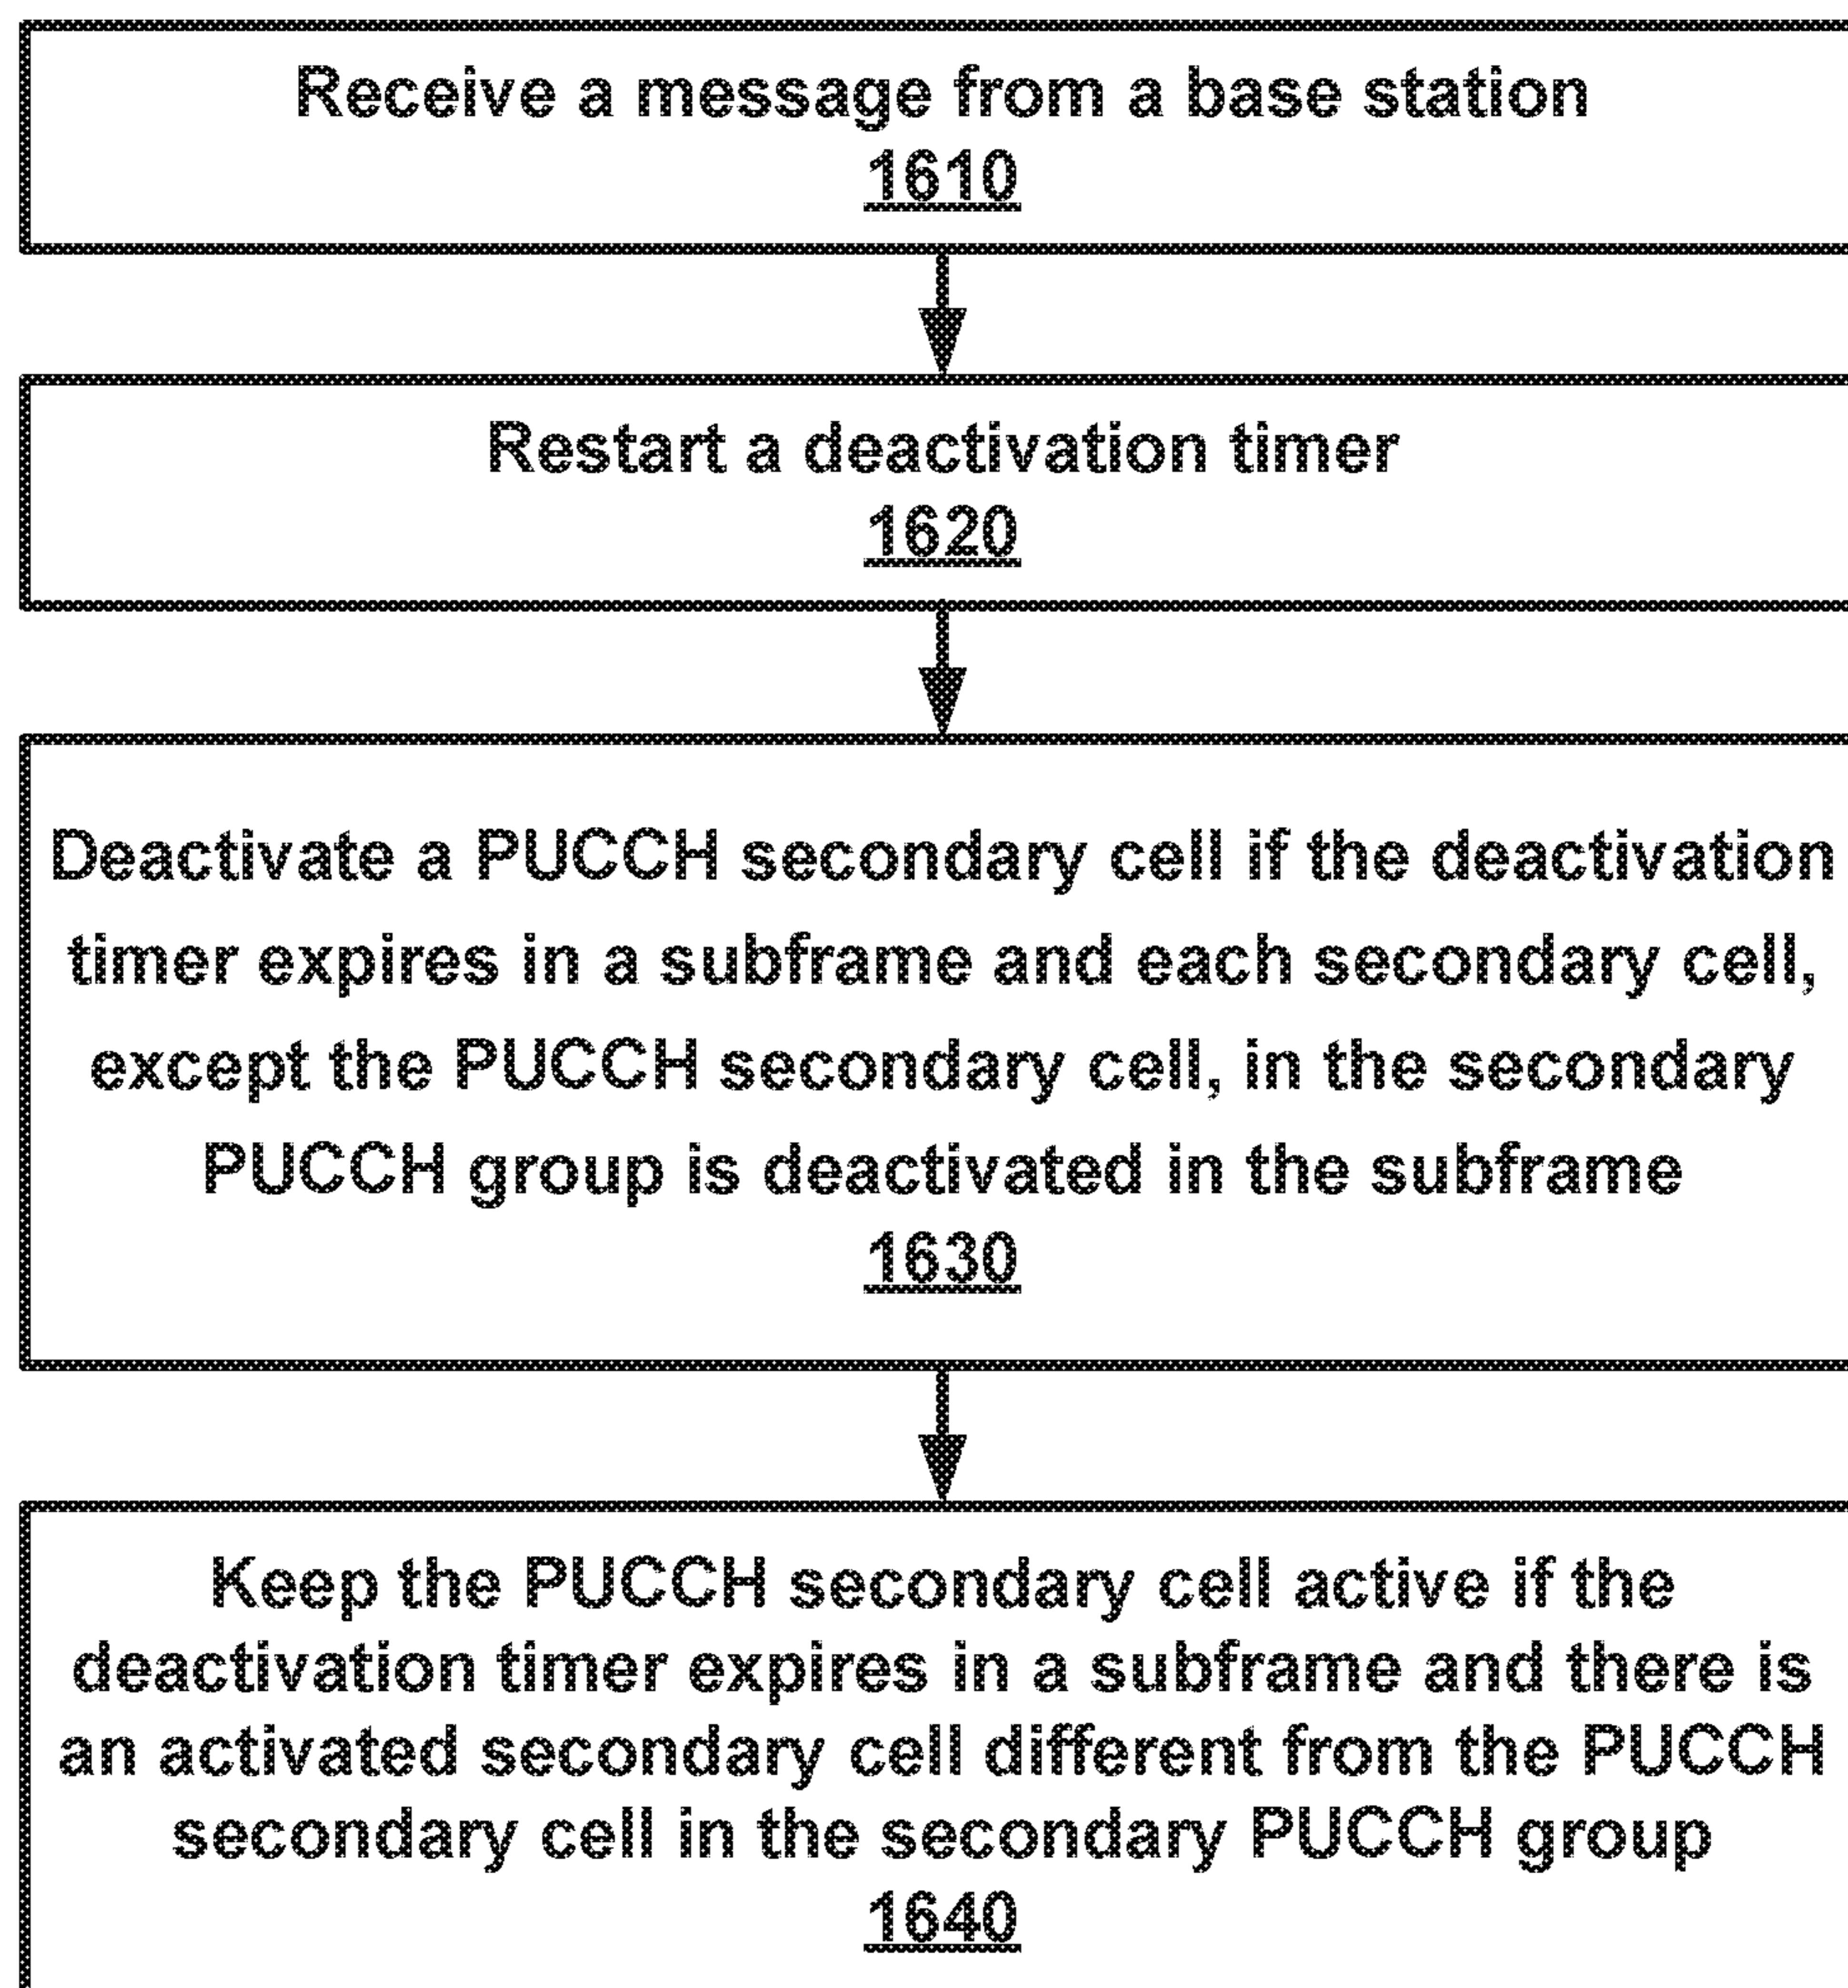 Receive a message from a base station
1610
Restart a deactivation timer
1620
Deactivate a PUCCH secondary cell if the deactivation
timer expires in a subframe and each secondary cell,
except the PUCCH secondary cell, in the secondary
PUCCH group is deactivated in the subframe
1630
Keep the PUCCH secondary cell active if the
deactivation timer expires in a subframe and there is
an activated secondary cell different from the PUCCH
secondary cell in the secondary PUCCH group
1640